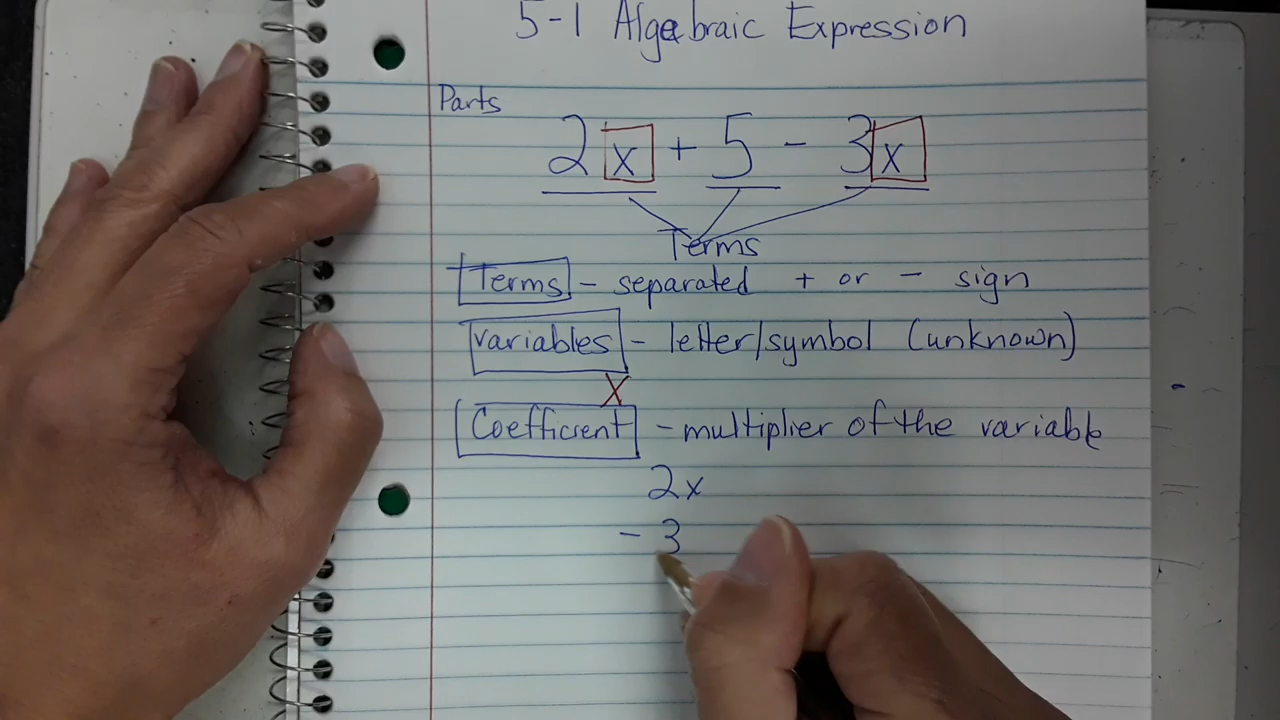 5-1 Algebraic Expression
Parts
2x + 5 - 3x
Terms
Terms - separated + or - sign
variables - letter/symbol (unknown)
X
Coefficient - multiplier of the variable
2x
- 3